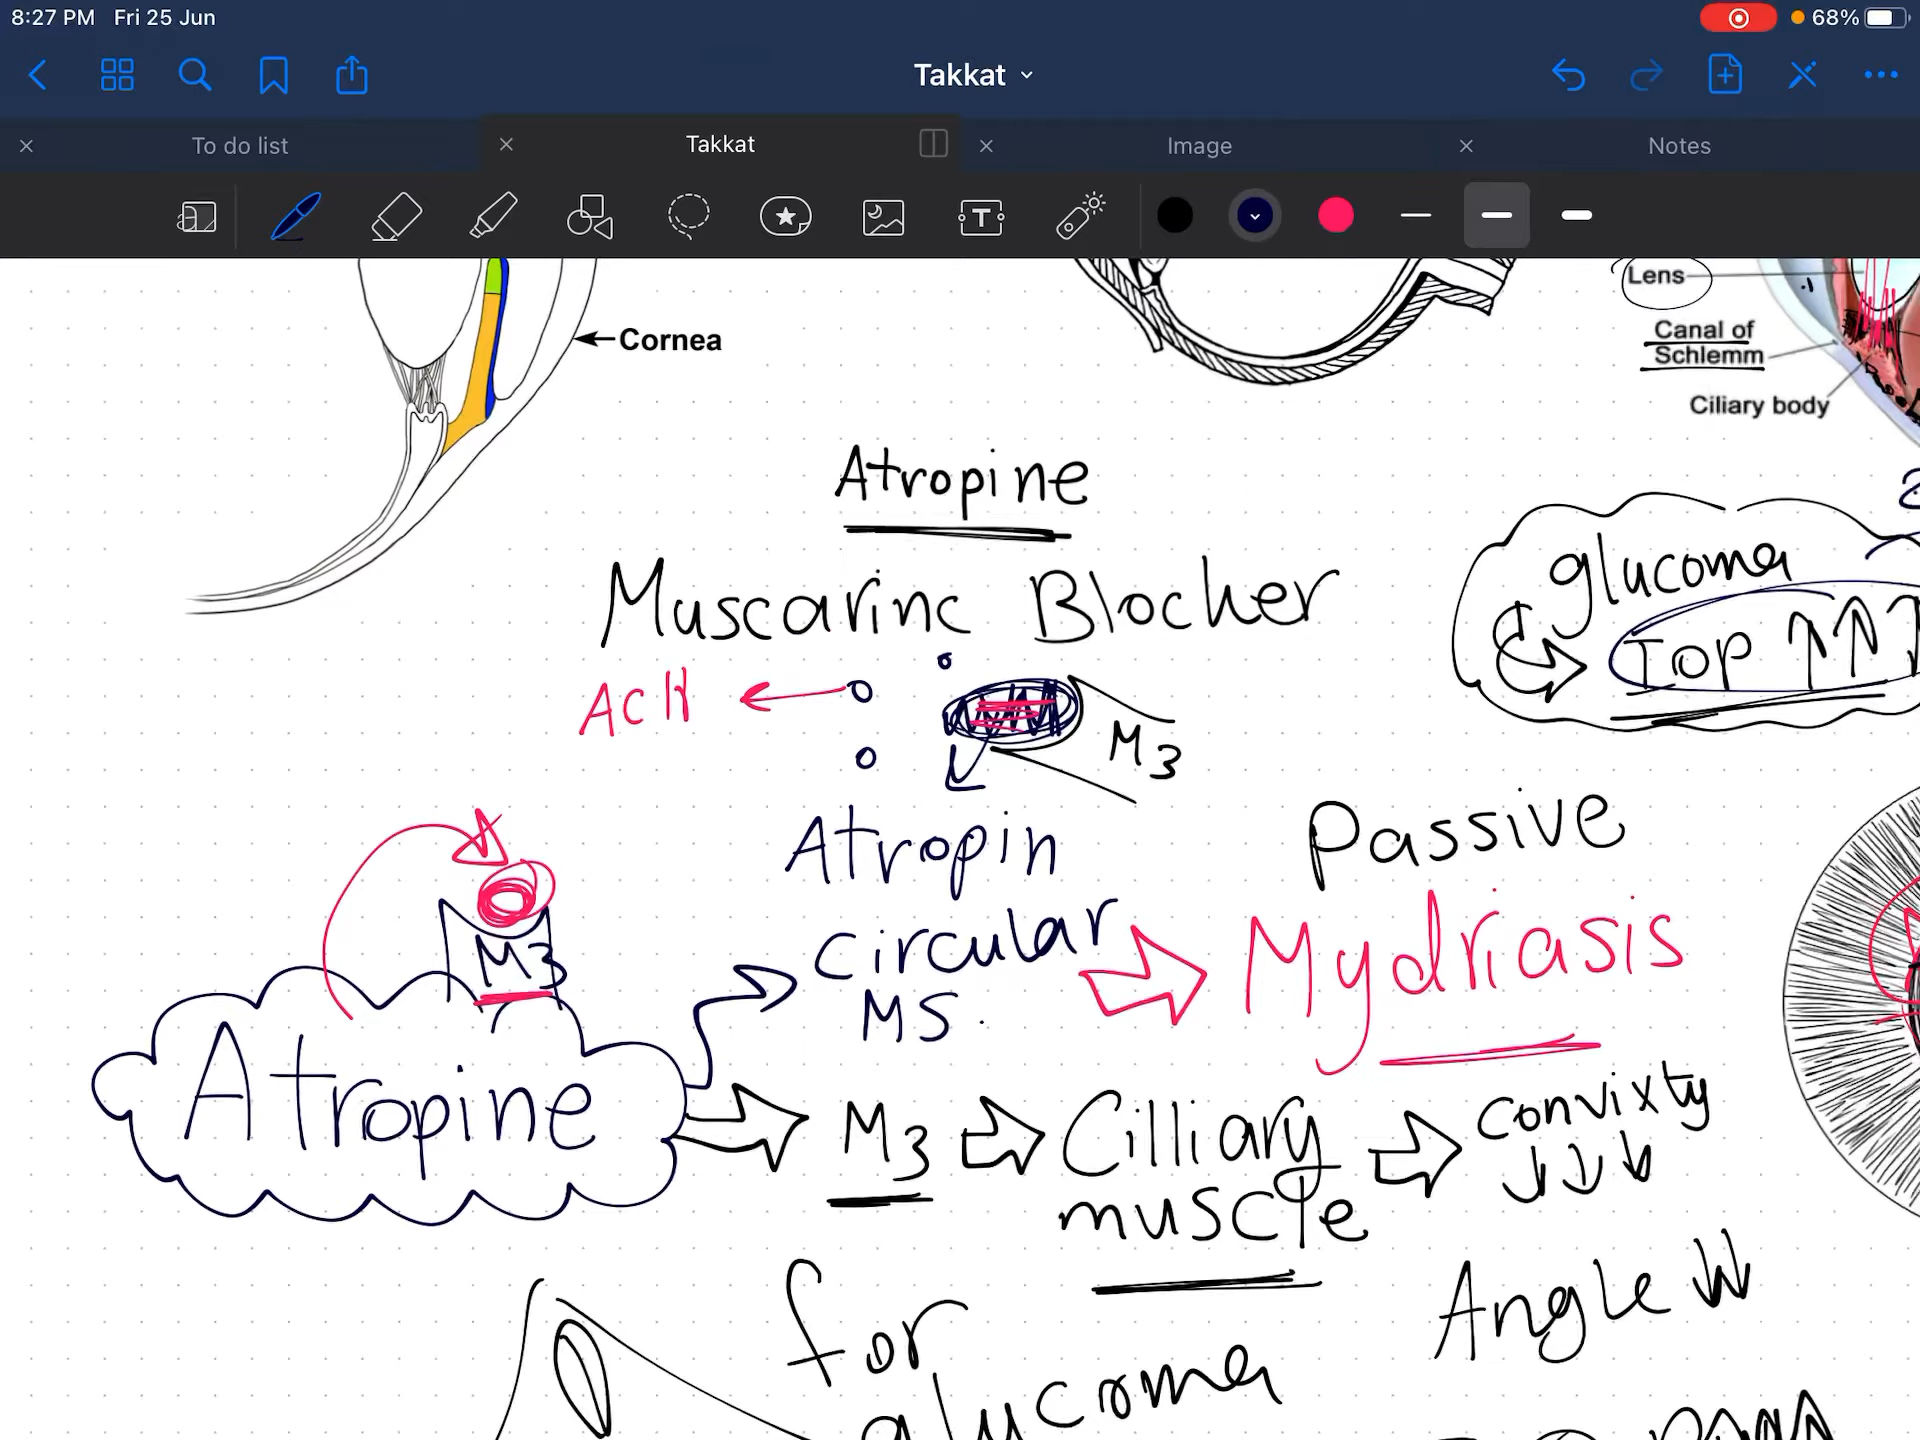 8:27 PM Fri 25 Jun
68%
Takkat
To do list
Takkat
Image
Notes
Cornea
Lens
Canal of
Schlemm
Ciliary body
Atropine
Muscarinc Blocker
glucoma
IOP
ACH
M3
Atropin
Passive
M3
Circular
MS.
Mydriasis
Atropine
M3
Cilliary
muscle
Convixty
Angle
for
glucoma